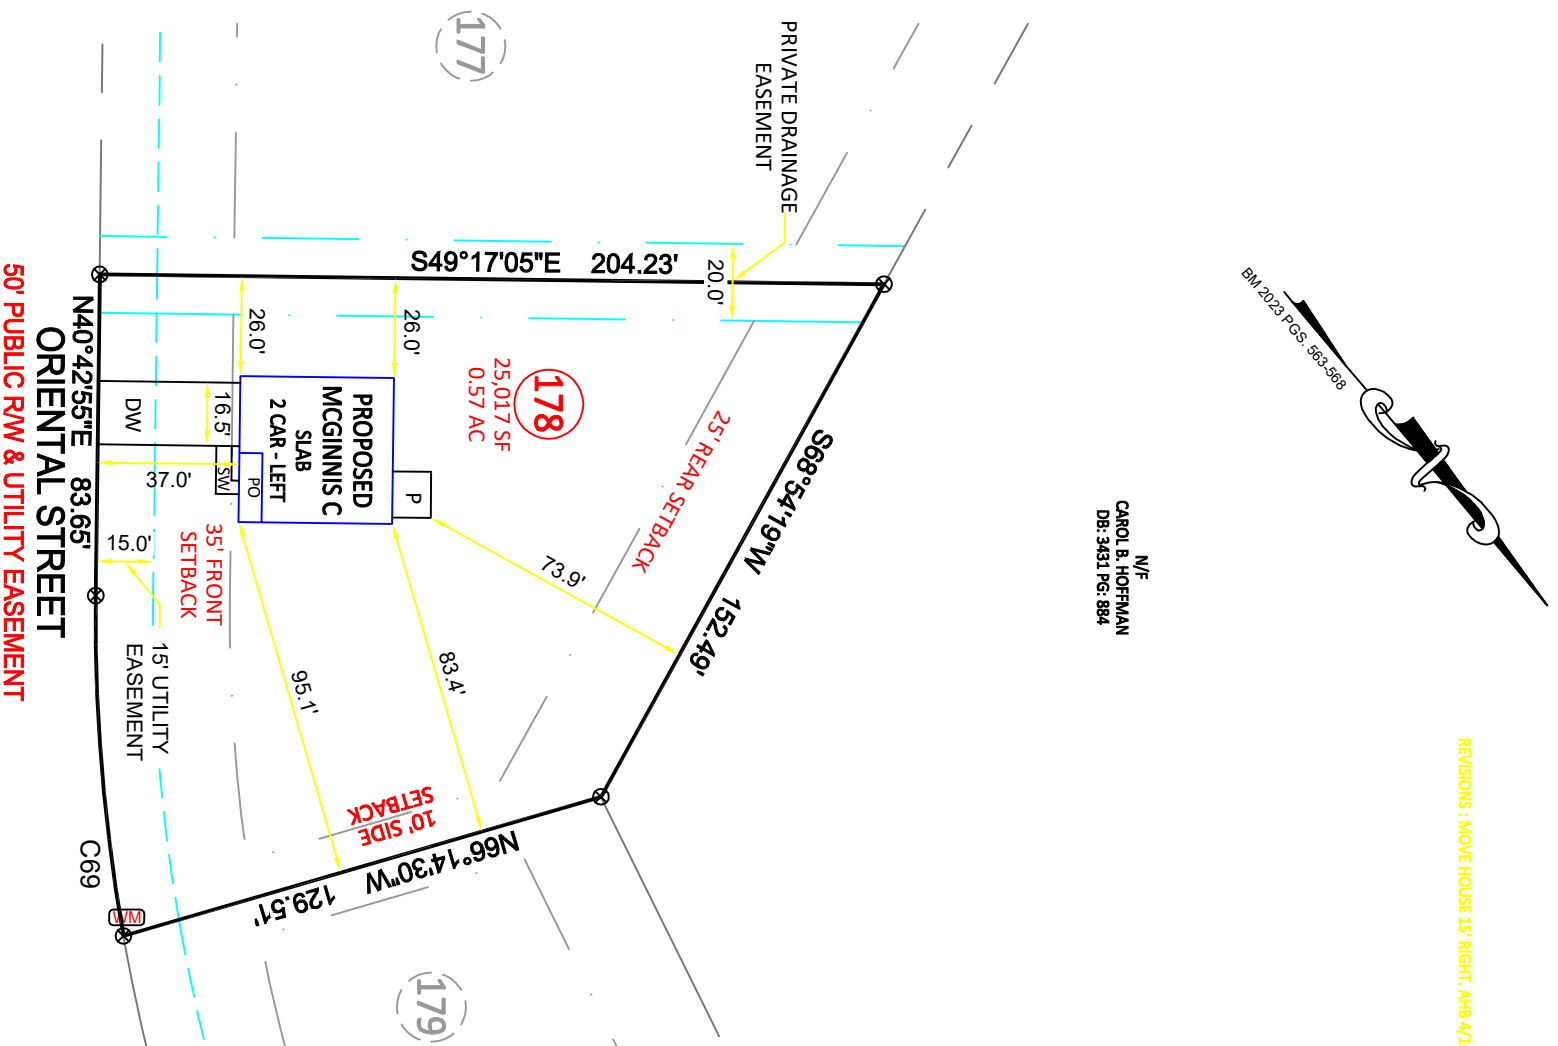 BM 2023 PGS. 563-568
REVISIONS : MOVE HOUSE 15' RIGHT. AHB 4/1
N/F
CAROL B. HOFFMAN
DB: 3431 PG: 884
PRIVATE DRAINAGE
EASEMENT
177
S49°17'05"E 204.23'
20.0'
S68°54'19"W 152.49'
25' REAR SETBACK
178
25,017 SF
0.57 AC
26.0'
26.0'
PROPOSED
MCGINNIS C
SLAB
2 CAR - LEFT
P
PO
SW
16.5'
DW
37.0'
73.9'
83.4'
95.1'
10' SIDE
SETBACK
N66°14'30"W 129.51'
35' FRONT
SETBACK
15.0'
15' UTILITY
EASEMENT
C69
WM
179
N40°42'55"E 83.65'
ORIENTAL STREET
50' PUBLIC R/W & UTILITY EASEMENT